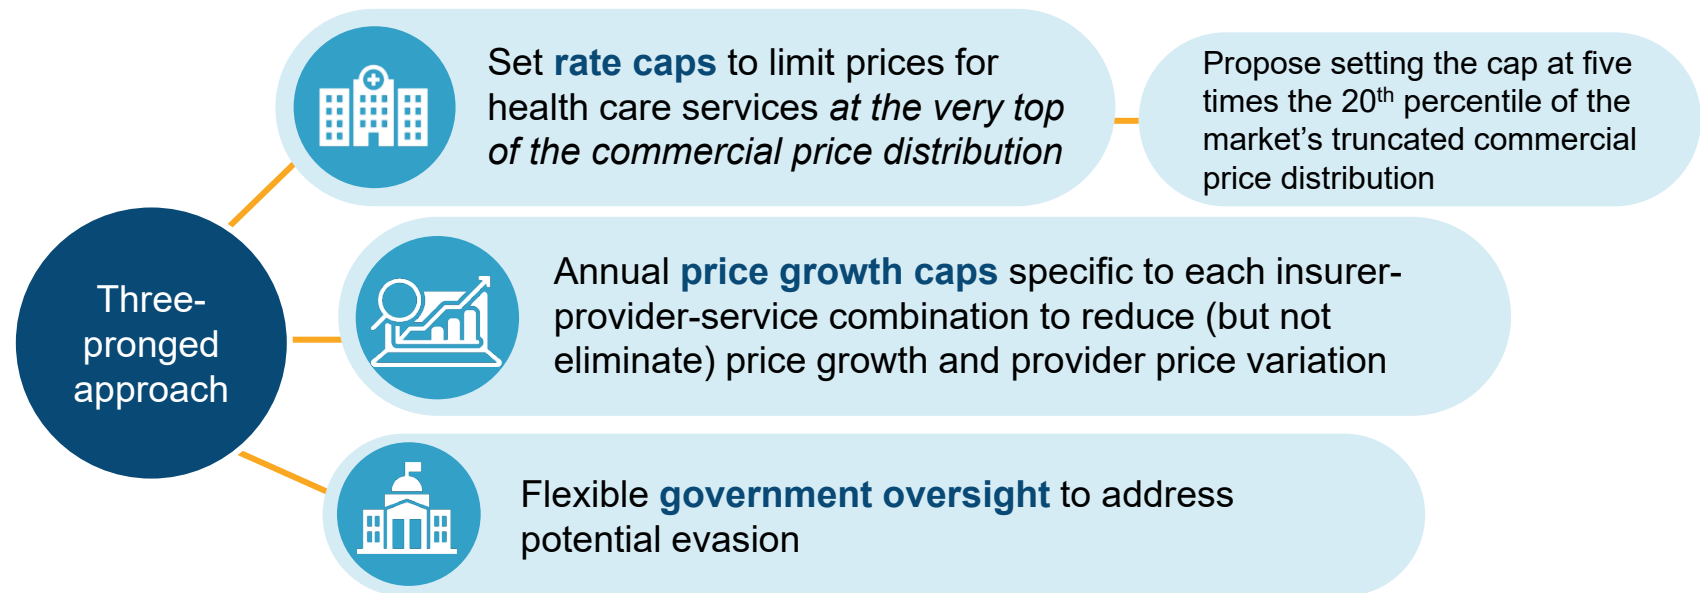 Three-
pronged
approach
Set rate caps to limit prices for
health care services at the very top
of the commercial price distribution
Propose setting the cap at five
times the 20th percentile of the
market’s truncated commercial
price distribution
Annual price growth caps specific to each insurer-
provider-service combination to reduce (but not
eliminate) price growth and provider price variation
Flexible government oversight to address
potential evasion